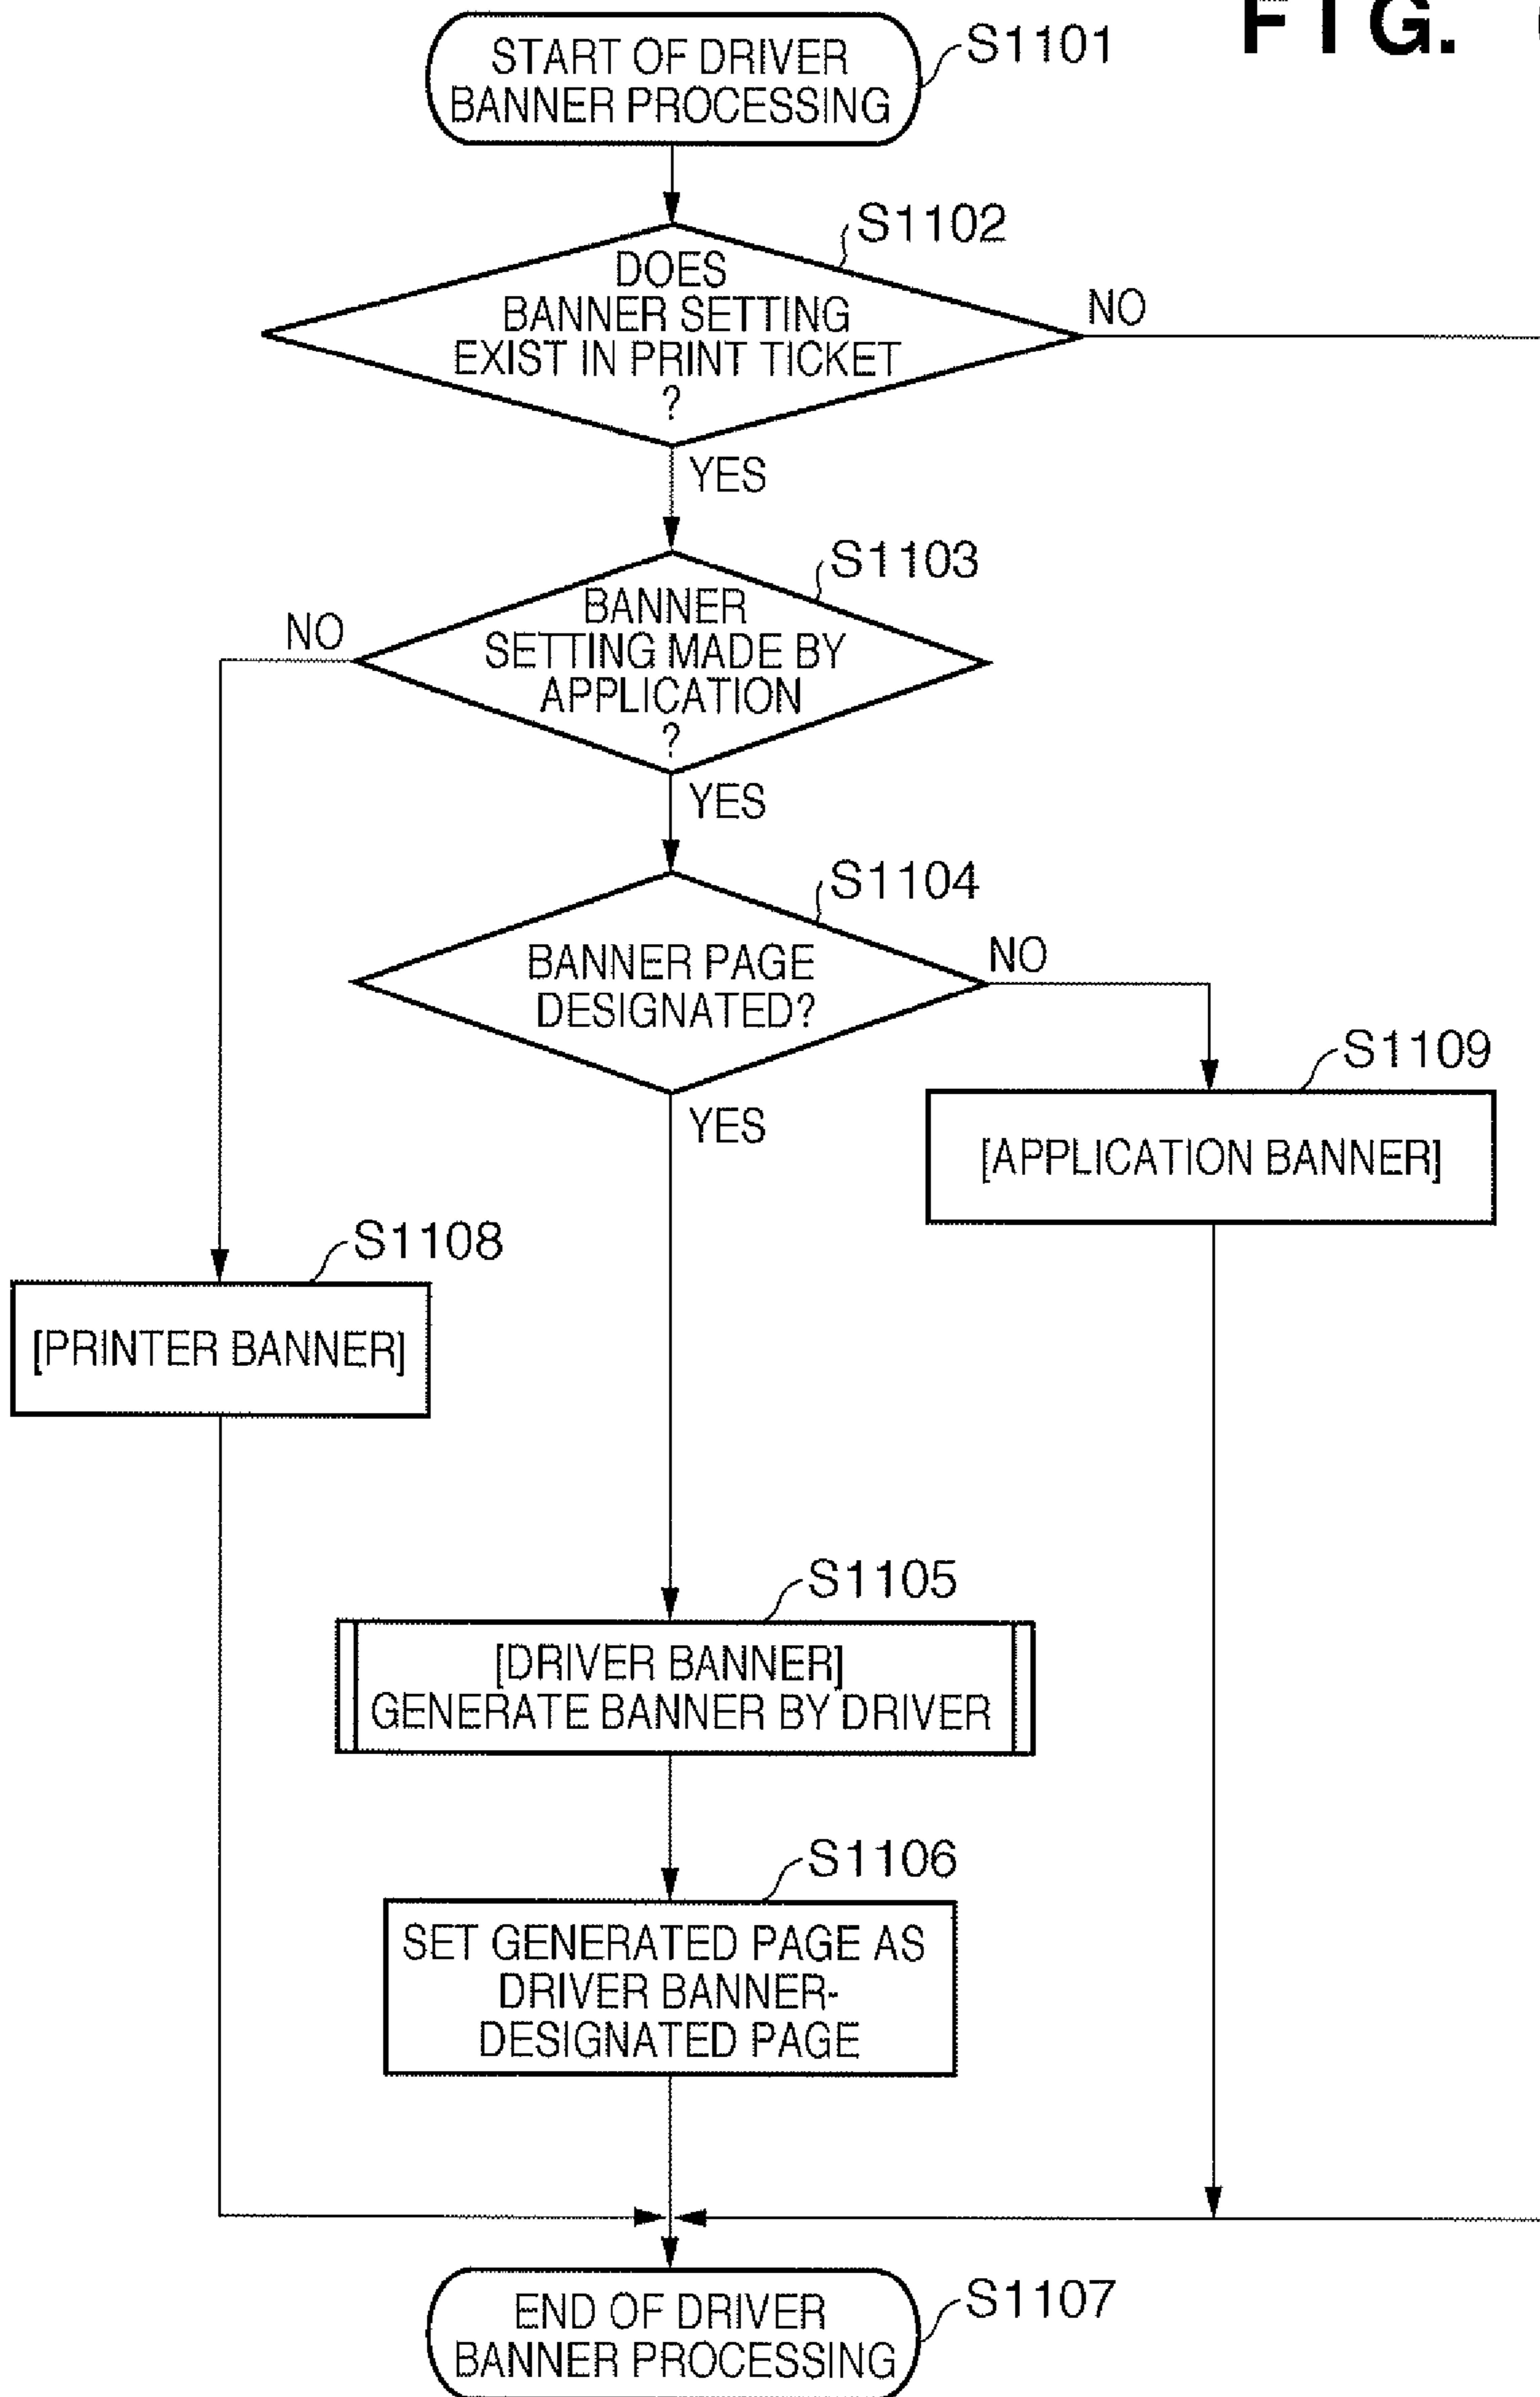 FIG.
START OF DRIVER
BANNER PROCESSING
S1101
S1102
DOES
BANNER SETTING
EXIST IN PRINT TICKET
?
NO
YES
S1103
BANNER
SETTING MADE BY
APPLICATION
?
NO
YES
S1104
BANNER PAGE
DESIGNATED?
NO
YES
S1109
[APPLICATION BANNER]
S1108
[PRINTER BANNER]
S1105
[DRIVER BANNER]
GENERATE BANNER BY DRIVER
S1106
SET GENERATED PAGE AS
DRIVER BANNER-
DESIGNATED PAGE
END OF DRIVER
BANNER PROCESSING
S1107